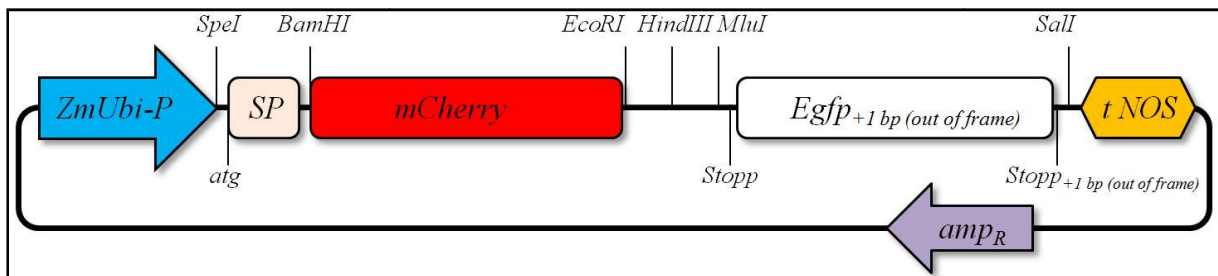 SpeI BamHI EcoRI HindIII MluI SalI
ZmUbi-P SP mCherry Egfp+1 bp (out of frame) t NOS
atg Stopp Stopp+1 bp (out of frame)
ampR